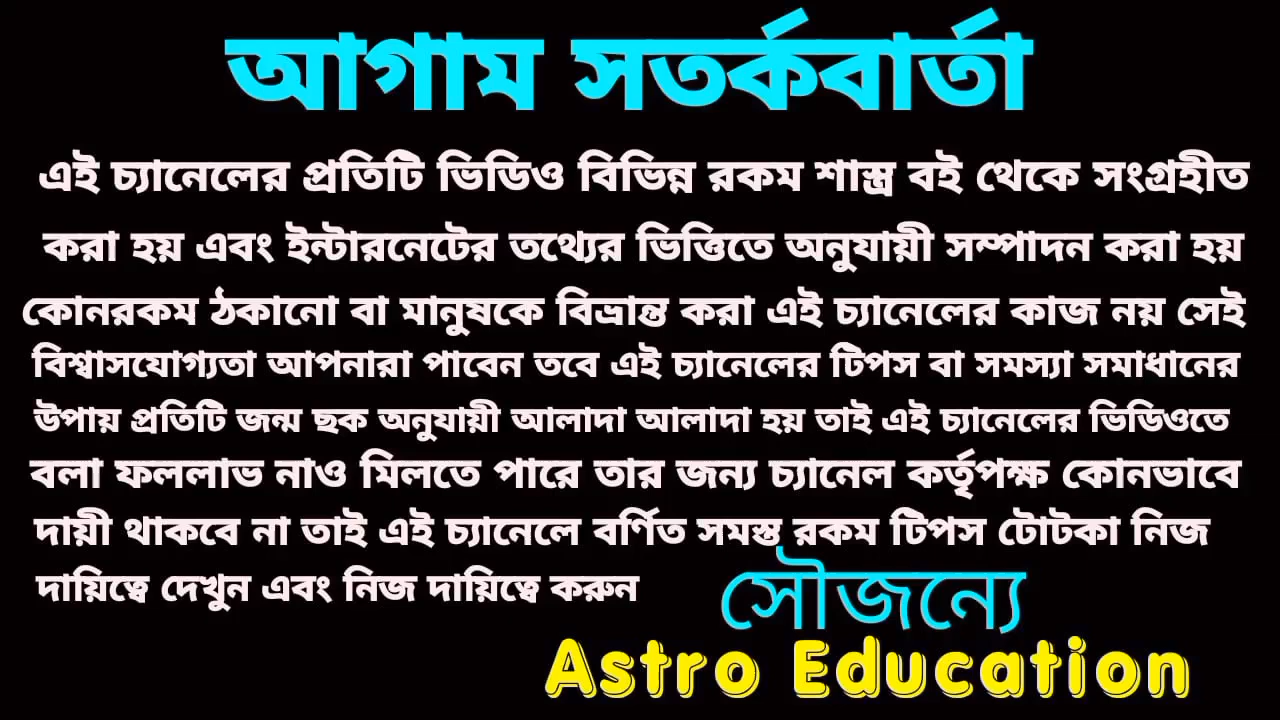 আগাম সতর্কবার্তা
এই চ্যানেলের প্রতিটি ভিডিও বিভিন্ন রকম শাস্ত্র বই থেকে সংগ্রহীত
করা হয় এবং ইন্টারনেটের তথ্যের ভিত্তিতে অনুযায়ী সম্পাদন করা হয়
কোনরকম ঠকানো বা মানুষকে বিভ্রান্ত করা এই চ্যানেলের কাজ নয় সেই
বিশ্বাসযোগ্যতা আপনারা পাবেন তবে এই চ্যানেলের টিপস বা সমস্যা সমাধানের
উপায় প্রতিটি জন্ম ছক অনুযায়ী আলাদা আলাদা হয় তাই এই চ্যানেলের ভিডিওতে
বলা ফললাভ নাও মিলতে পারে তার জন্য চ্যানেল কর্তৃপক্ষ কোনভাবে
দায়ী থাকবে না তাই এই চ্যানেলে বর্ণিত সমস্ত রকম টিপস টোটকা নিজ
দায়িত্বে দেখুন এবং নিজ দায়িত্বে করুন
সৌজন্যে
Astro Education